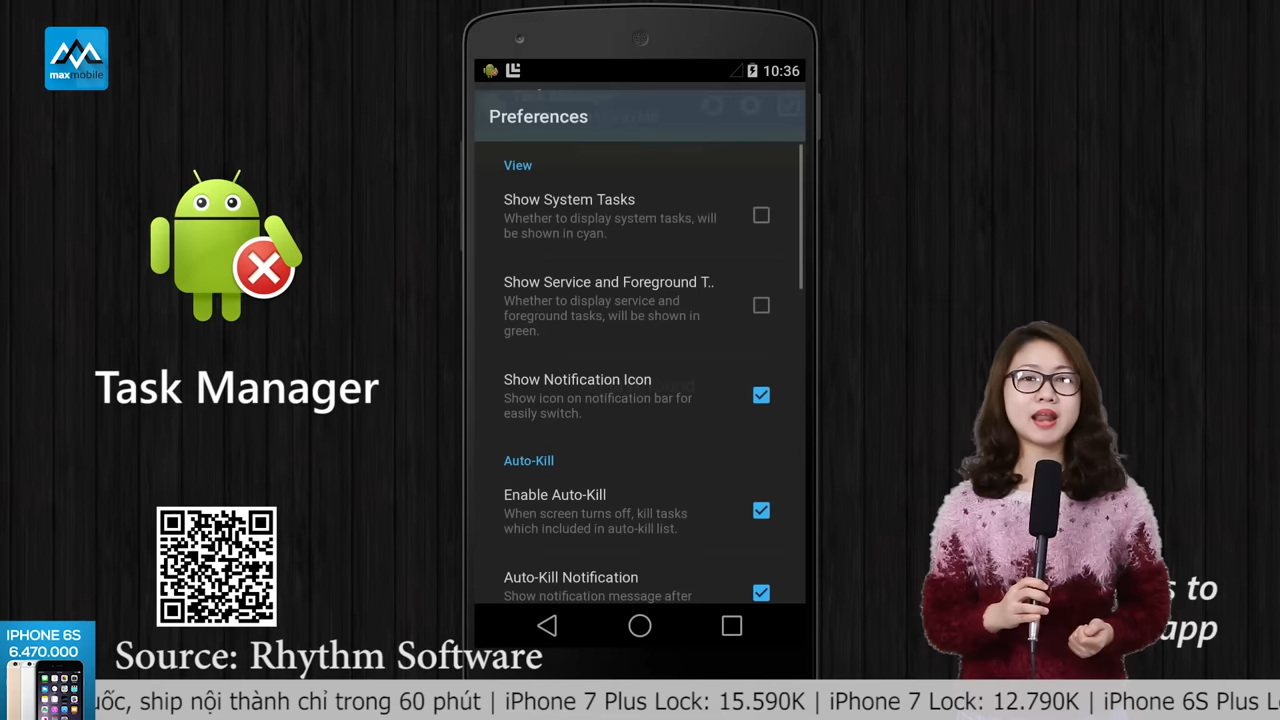 maxmobile
10:36
Preferences
View
Show System Tasks
Whether to display system tasks, will
be shown in cyan.
Show Service and Foreground T..
Whether to display service and
foreground tasks, will be shown in
green.
Show Notification Icon
Show icon on notification bar for
easily switch.
Auto-Kill
Enable Auto-Kill
When screen turns off, kill tasks
which included in auto-kill list.
Auto-Kill Notification
Show notification message after
Task Manager
to
app
IPHONE 6S
6.470.000
Source: Rhythm Software
ship nội thành chỉ trong 60 phút | iPhone 7 Plus Lock: 15.590K | iPhone 7 Lock: 12.790K | iPhone 6S Plus L